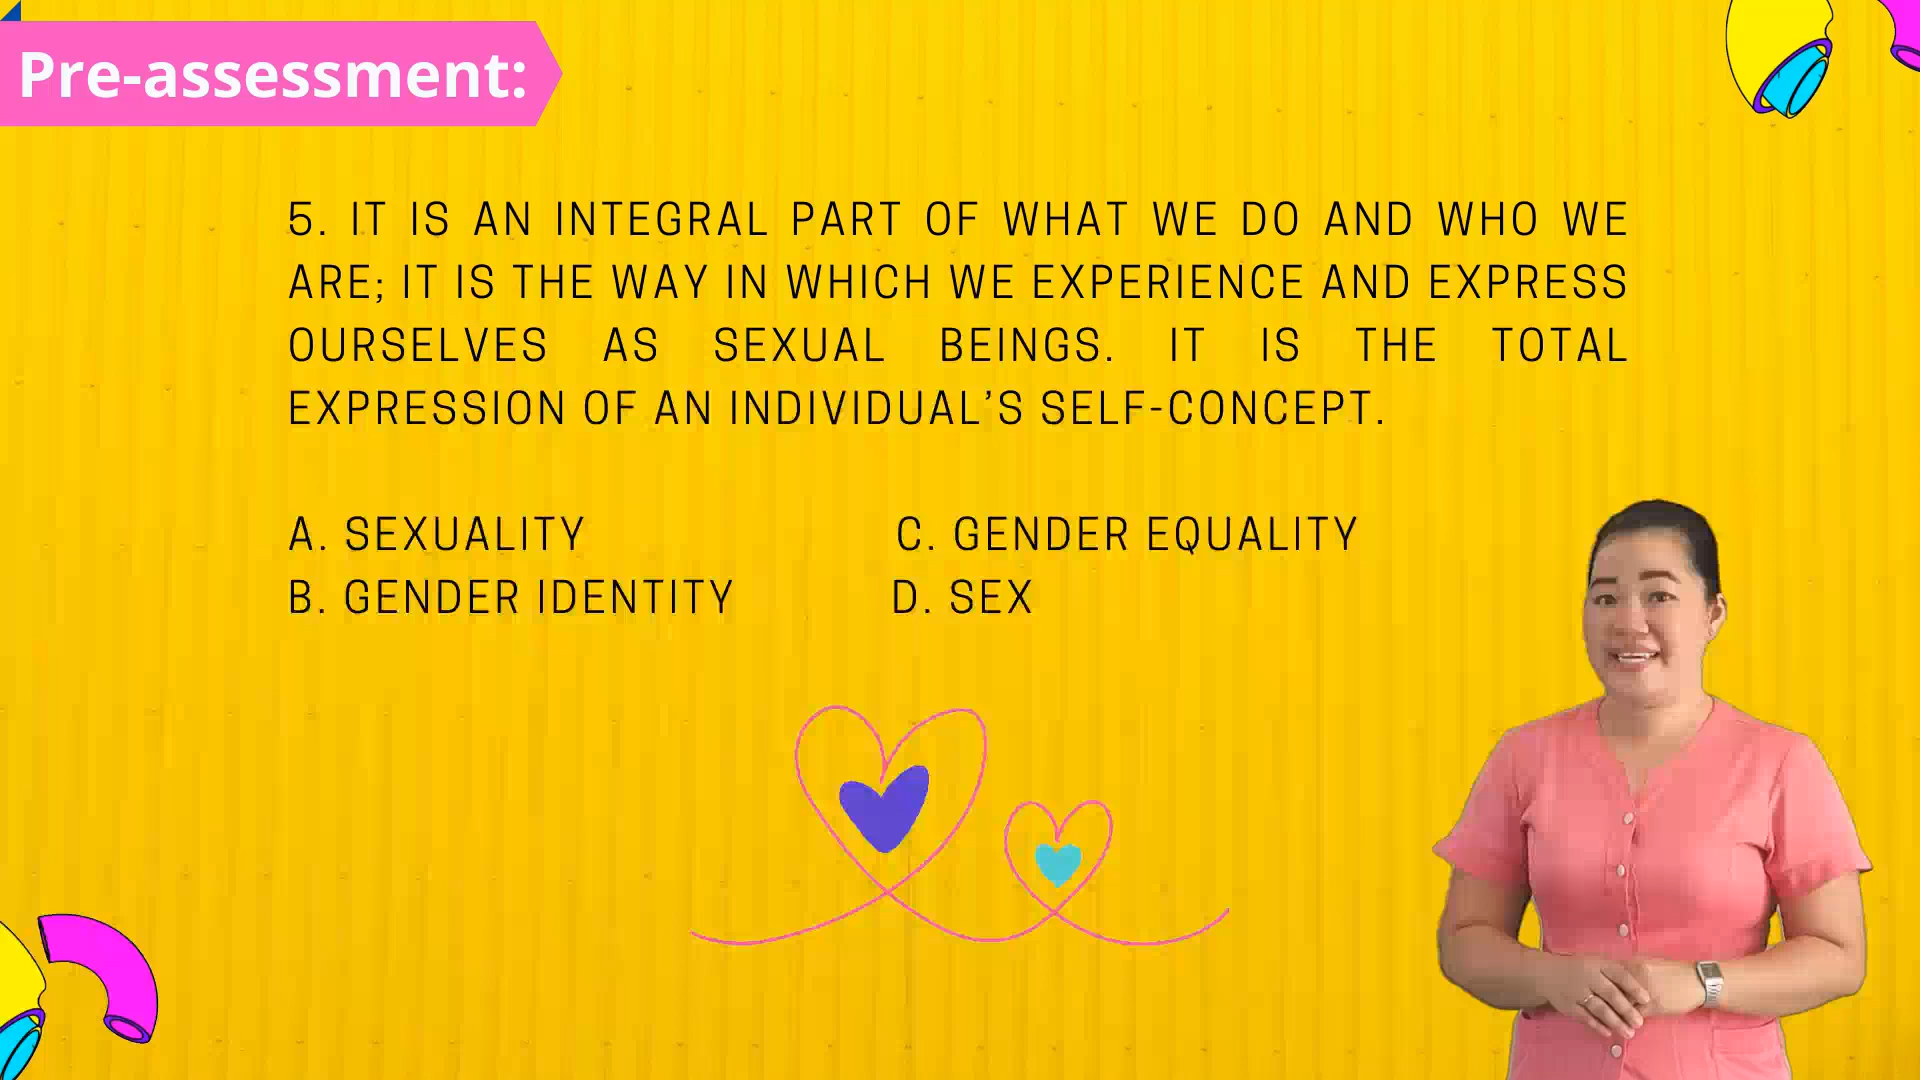 Pre-assessment:
5. IT IS AN INTEGRAL PART OF WHAT WE DO AND WHO WE
ARE; IT IS THE WAY IN WHICH WE EXPERIENCE AND EXPRESS
OURSELVES AS SEXUAL BEINGS. IT IS THE TOTAL
EXPRESSION OF AN INDIVIDUAL’S SELF-CONCEPT.
A. SEXUALITY C. GENDER EQUALITY
B. GENDER IDENTITY D. SEX